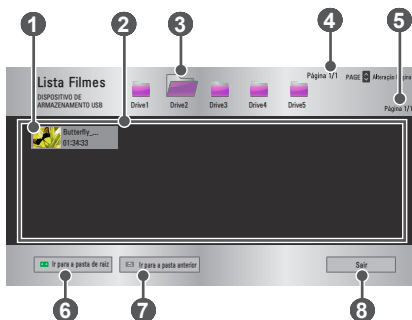 1 2 3 4 5
Lista Filmes
DISPOSITIVO DE
ARMAZENAMENTO USB
Drive1 Drive2 Drive3 Drive4 Drive5
Página 1/1 PAGE Alteração Página
Página 1/1
Butterfly_...
01:34:33
Ir para a pasta de raiz Ir para a pasta anterior Sair
6 7 8